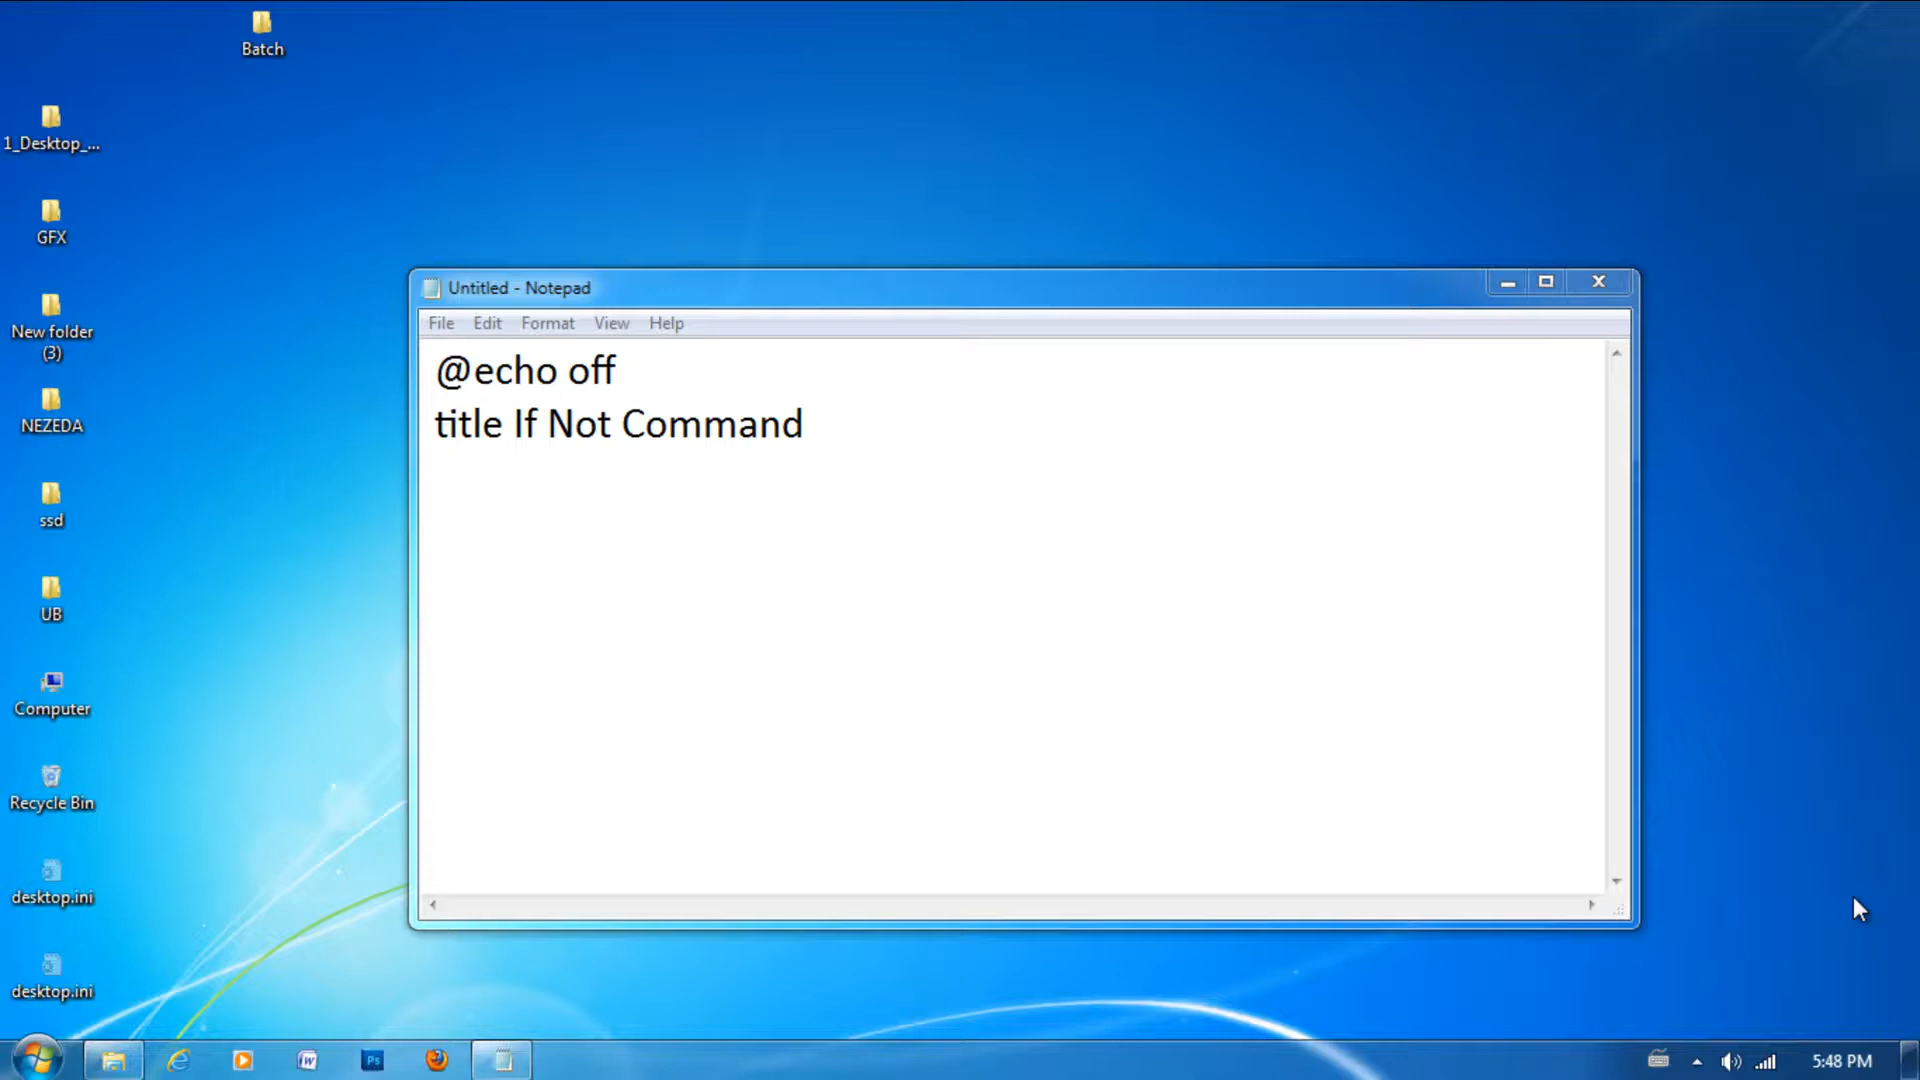 Batch
1_Desktop_...
GFX
New folder
(3)
NEZEDA
ssd
UB
Computer
Recycle Bin
desktop.ini
desktop.ini
Untitled - Notepad
File Edit Format View Help
@echo off
title If Not Command
Ps
5:48 PM